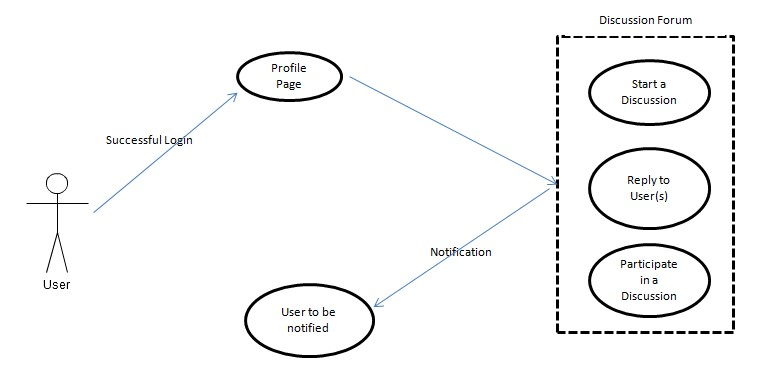 Discussion Forum
Profile
Page
Start a
Discussion
Successful Login
Reply to
User(s)
User
Notification
Participate
in a
Discussion
User to be
notified